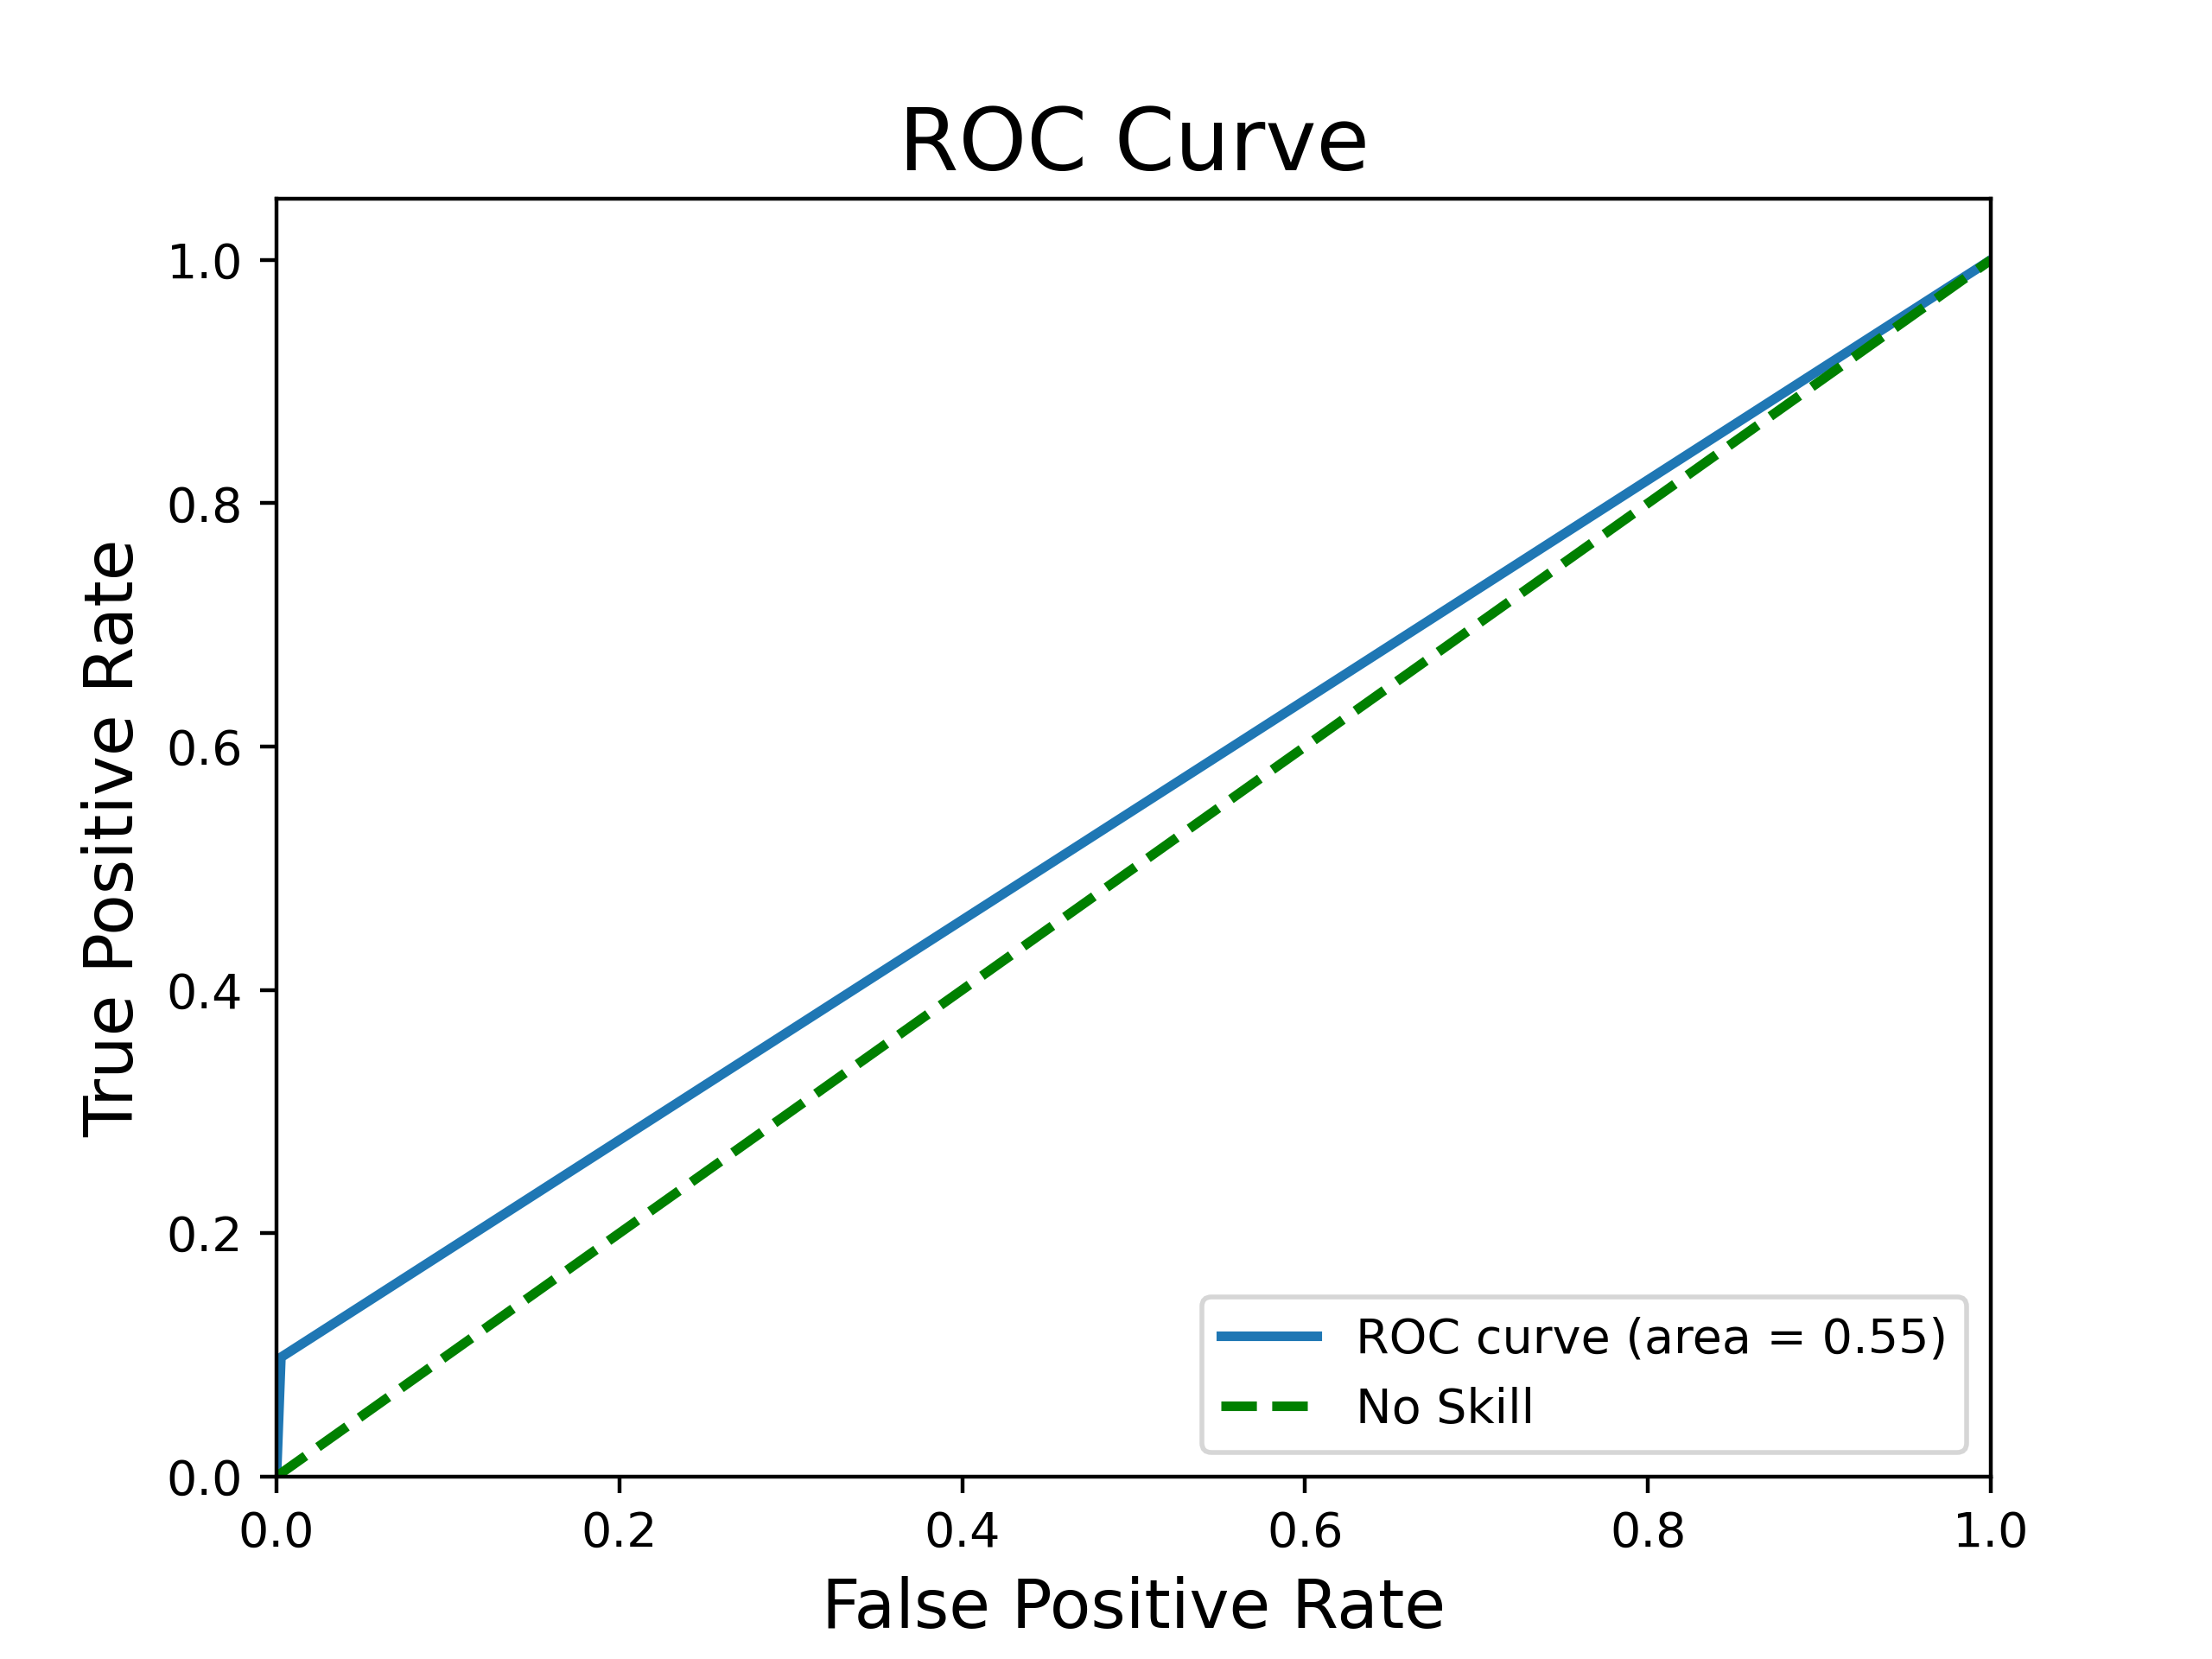 ROC Curve
True Positive Rate
1.0
0.8
0.6
0.4
0.2
0.0
ROC curve (area = 0.55)
No Skill
0.0 0.2 0.4 0.6 0.8 1.0
False Positive Rate